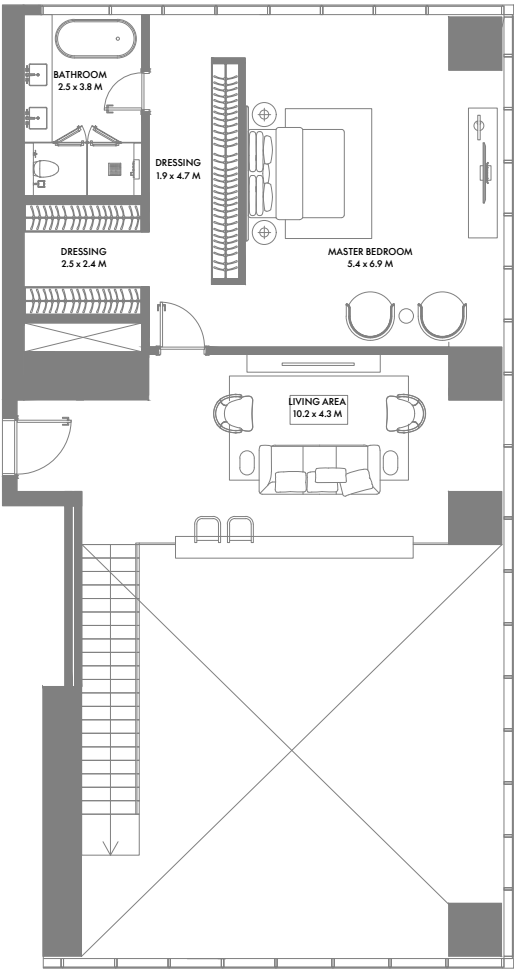 BATHROOM
2.5 x 3.8 M
DRESSING
1.9 x 4.7 M
DRESSING
2.5 x 2.4 M
MASTER BEDROOM
5.4 x 6.9 M
LIVING AREA
10.2 x 4.3 M